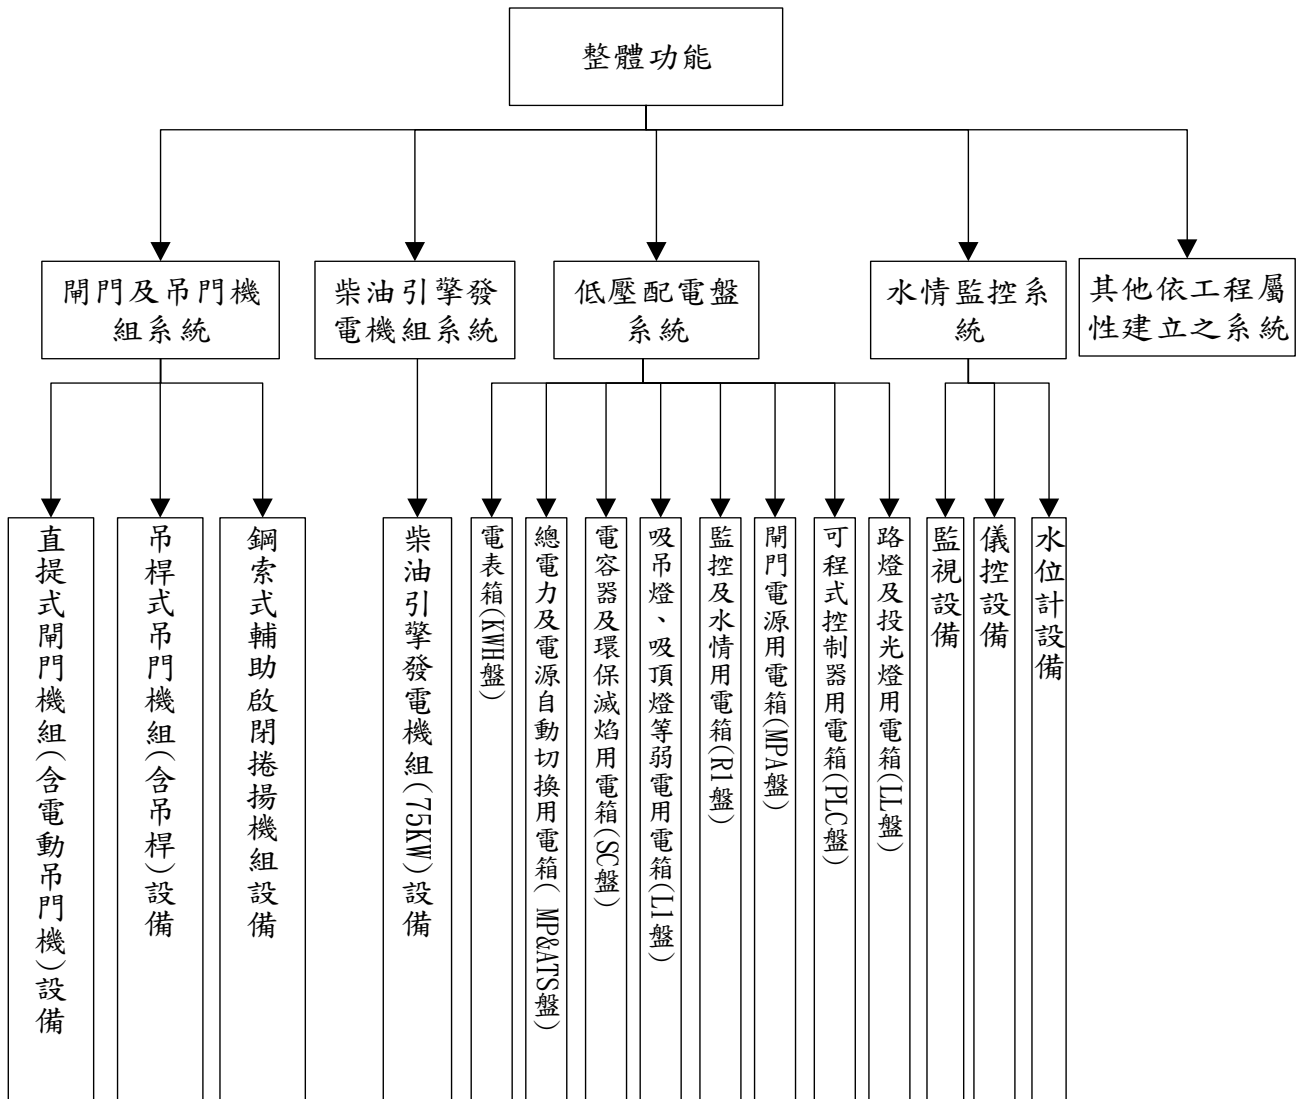 整體功能
閘門及吊門機
組系統
柴油引擎發
電機組系統
低壓配電盤
系統
水情監控系
統
其他依工程屬
性建立之系統
直提式閘門機組(含電動吊門機)設備
吊桿式吊門機組(含吊桿)設備
鋼索式輔助啟閉捲揚機組設備
柴油引擎發電機組(75KW)設備
電表箱(KWH盤)
總電力及電源自動切換用電箱( MP&ATS盤)
電容器及環保滅焰用電箱(SC盤)
吸吊燈、吸頂燈等弱電用電箱(L1盤)
監控及水情用電箱(R1盤)
閘門電源用電箱(MPA盤)
可程式控制器用電箱(PLC盤)
路燈及投光燈用電箱(LL盤)
監視設備
儀控設備
水位計設備